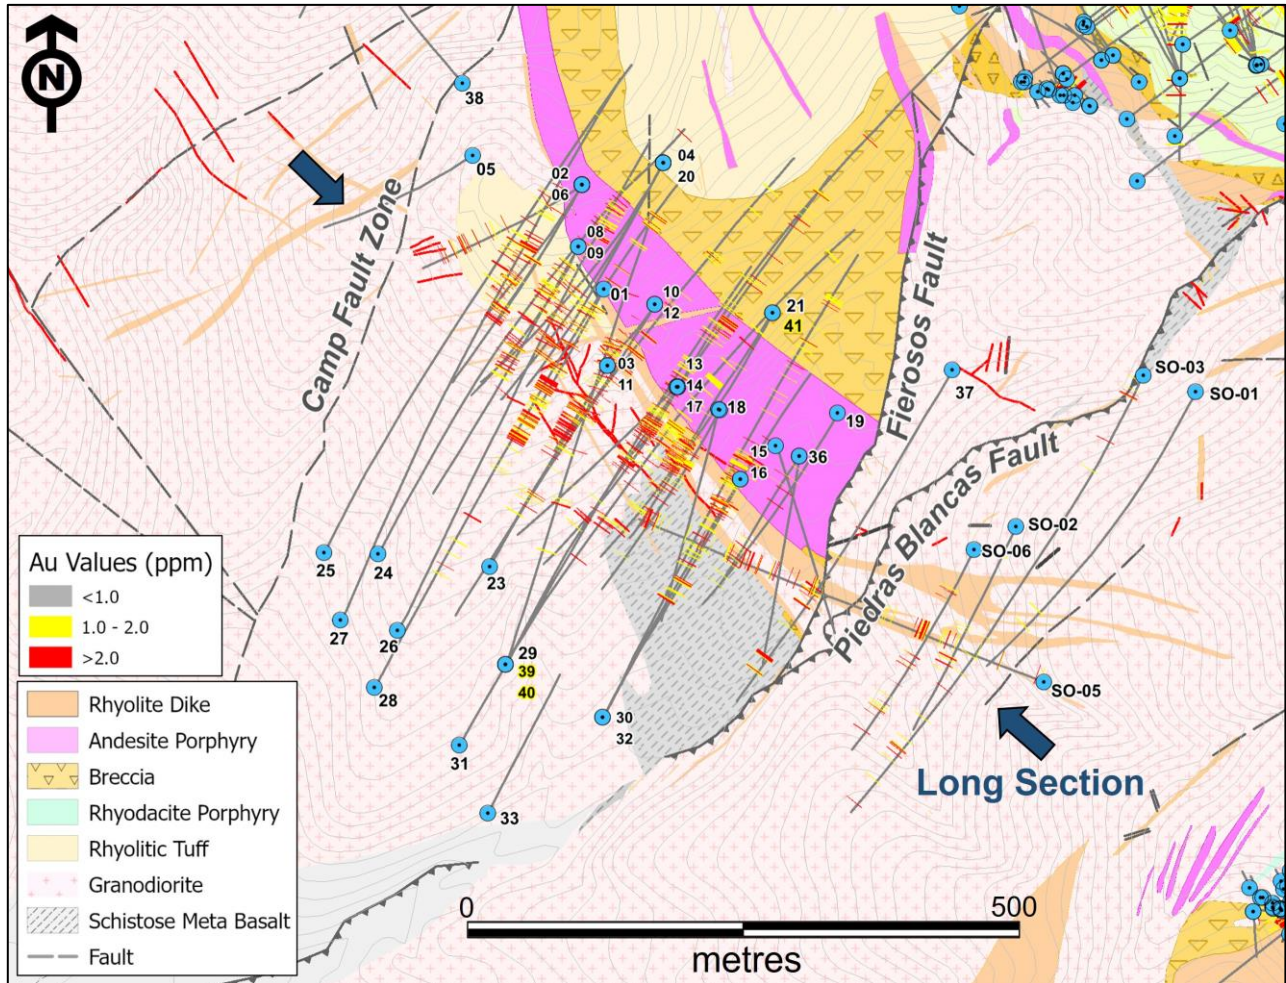 N
38
05
04
20
02
06
08
09
01
10
12
21
41
03
11
13
14
17
18
19
15
16
36
37
SO-03
SO-01
SO-02
SO-06
SO-05
Camp Fault Zone
Fierosos Fault
Piedras Blancas Fault
25
24
23
27
26
28
29
39
40
30
32
31
33
Long Section
Au Values (ppm)
<1.0
1.0 - 2.0
>2.0
Rhyolite Dike
Andesite Porphyry
Breccia
Rhyodacite Porphyry
Rhyolitic Tuff
Granodiorite
Schistose Meta Basalt
Fault
0
500
metres